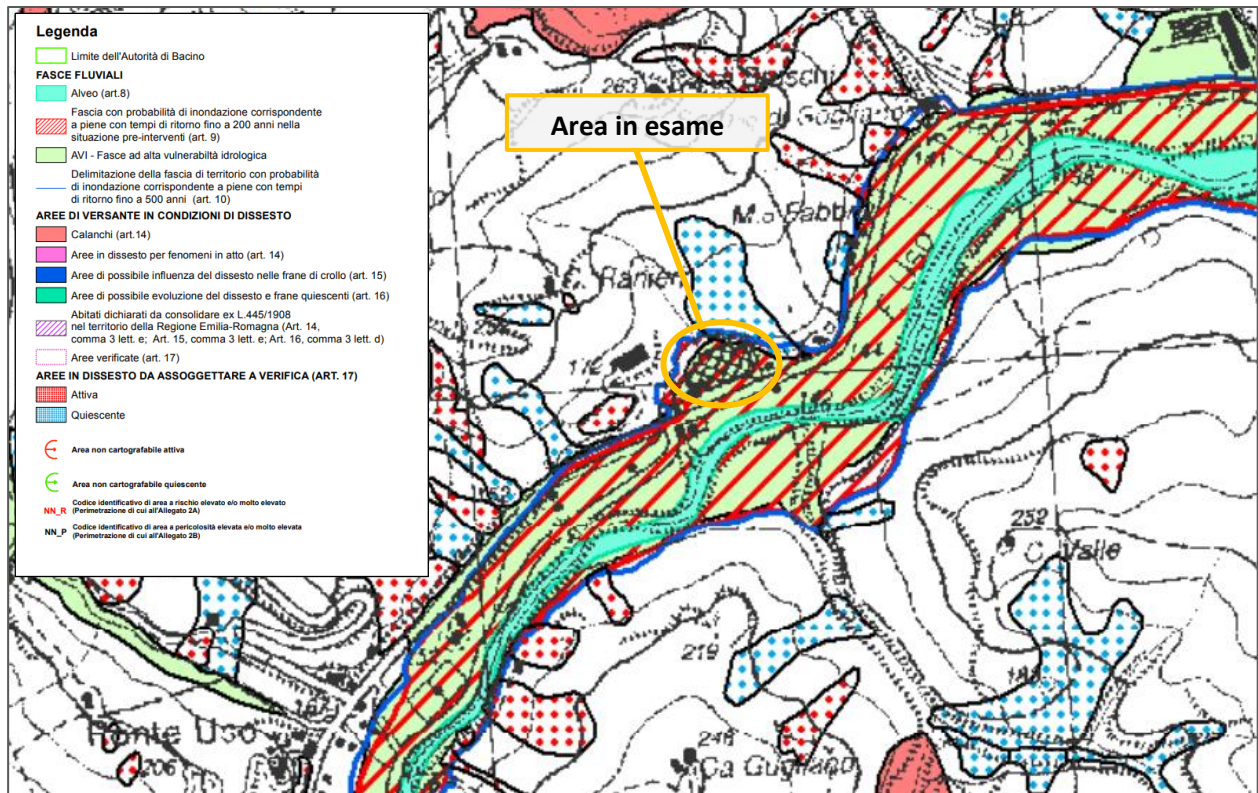 Legenda
Limite dell'Autorità di Bacino
FASCE FLUVIALI
Alveo (art.8)
Fascia con probabilità di inondazione corrispondente
a piene con tempi di ritorno fino a 200 anni nella
situazione pre-interventi (art. 9)
AVI - Fasce ad alta vulnerabiltà idrologica
Delimitazione della fascia di territorio con probabilità
di inondazione corrispondente a piene con tempi
di ritorno fino a 500 anni (art. 10)
AREE DI VERSANTE IN CONDIZIONI DI DISSESTO
Calanchi (art.14)
Aree in dissesto per fenomeni in atto (art. 14)
Aree di possibile influenza del dissesto nelle frane di crollo (art. 15)
Aree di possibile evoluzione del dissesto e frane quiescenti (art. 16)
Abitati dichiarati da consolidare ex L.445/1908
nel territorio della Regione Emilia-Romagna (Art. 14,
comma 3 lett. e; Art. 15, comma 3 lett. e; Art. 16, comma 3 lett. d)
Aree verificate (art. 17)
AREE IN DISSESTO DA ASSOGGETTARE A VERIFICA (ART. 17)
Attiva
Quiescente
Area non cartografabile attiva
Area non cartografabile quiescente
NN_R Codice identificativo di area a rischio elevato e/o molto elevato
(Perimetrazione di cui all'Allegato 2A)
NN_P Codice identificativo di area a pericolosità elevata e/o molto elevata
(Perimetrazione di cui all'Allegato 2B)
Area in esame
263
Ranieri
172
USO
144
252
Valle
219
Ponte Uso
206
246
Ca Gugliano